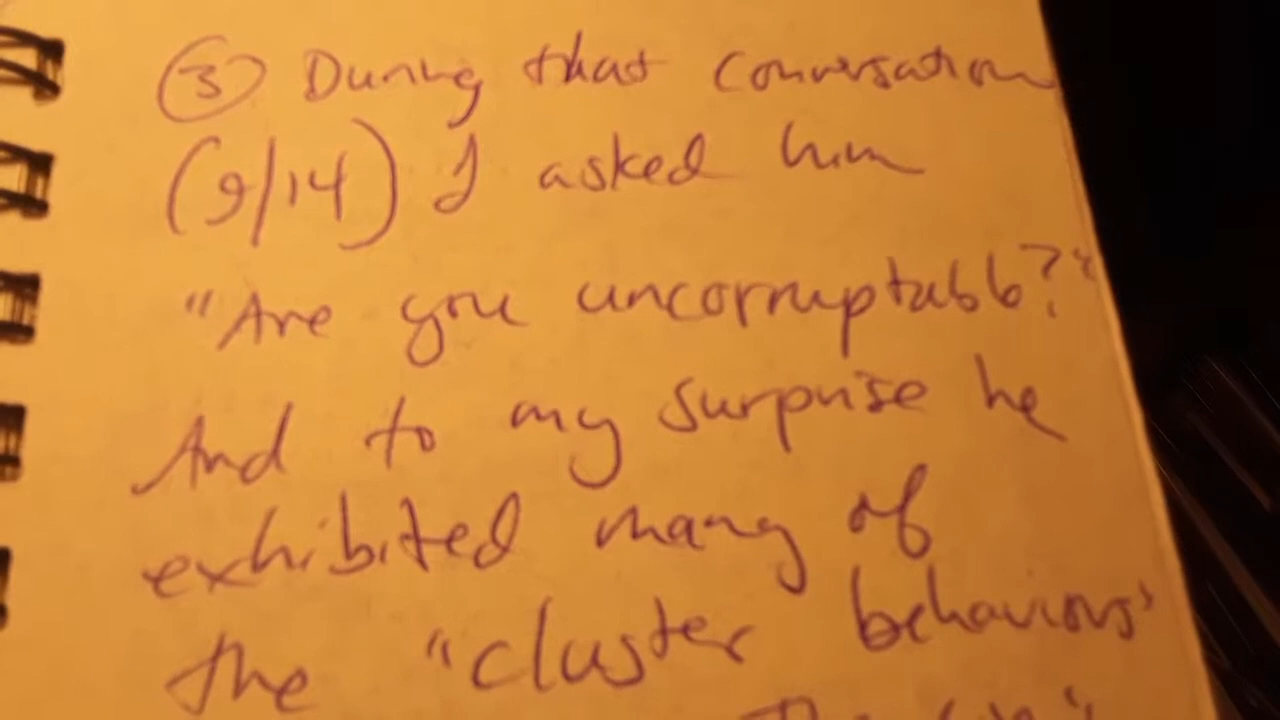 ③ During that conversation
(9/14) I asked him
"Are you uncorruptable?"
And to my surprise he
exhibited many of
the "cluster behaviors"